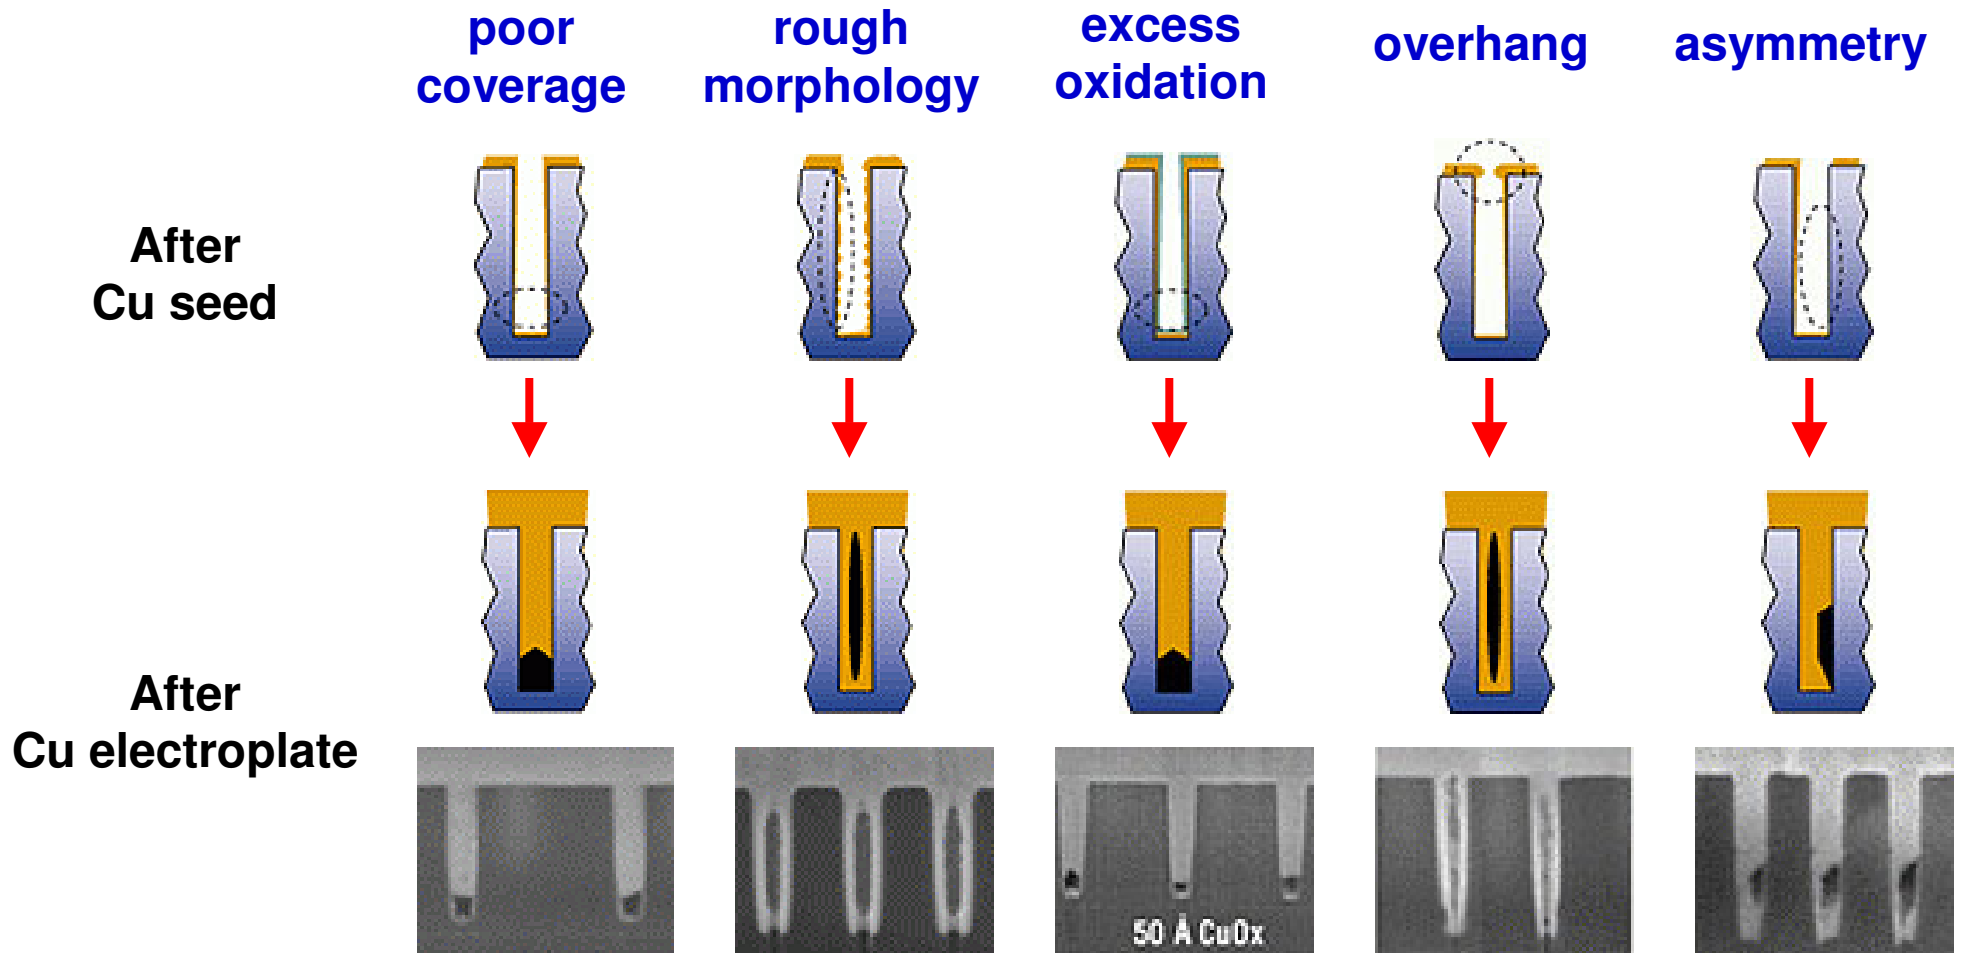 poor
coverage
rough
morphology
excess
oxidation
overhang
asymmetry
After
Cu seed
After
Cu electroplate
50 Å CuOx